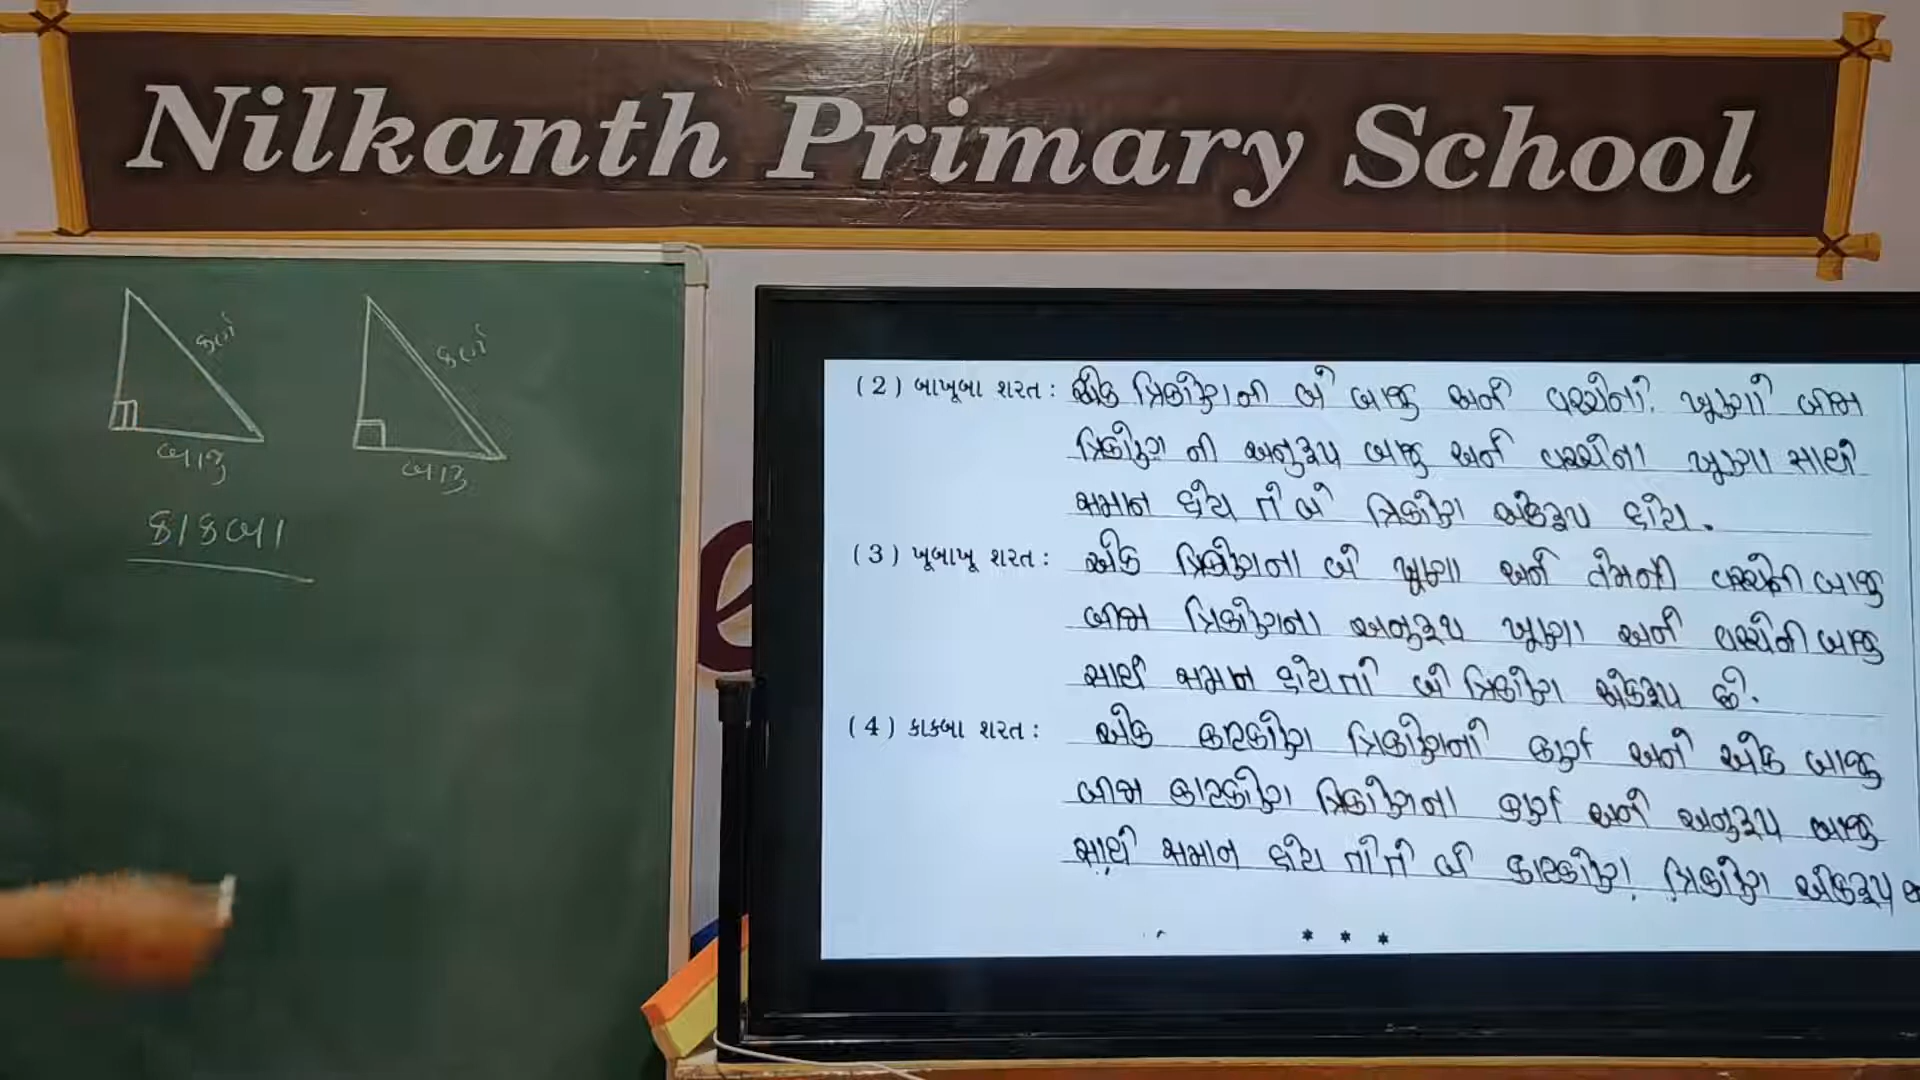 Nilkanth Primary School
કર્ણ
કર્ણ
બાજુ
બાજુ
કાકબા
(2) બાખૂબા શરત : એક ત્રિકોણની બે બાજુ અને વચ્ચેનો ખૂણો બીજા
ત્રિકોણ ની અનુરૂપ બાજુ અને વચ્ચેના ખૂણા સાથે
સમાન હોય તો બે ત્રિકોણ એકરૂપ હોય.
(3) ખૂબાખૂ શરત : એક ત્રિકોણના બે ખૂણા અને તેમની વચ્ચેની બાજુ
બીજા ત્રિકોણના અનુરૂપ ખૂણા અને વચ્ચેની બાજુ
સાથે સમાન હોય તો બે ત્રિકોણ એકરૂપ છે.
(4) કાકબા શરત : એક કાટકોણ ત્રિકોણનો કર્ણ અને એક બાજુ
બીજા કાટકોણ ત્રિકોણના કર્ણ અને અનુરૂપ બાજુ
સાથે સમાન હોય તો તે બે કાટકોણ ત્રિકોણ એકરૂપ
* * *